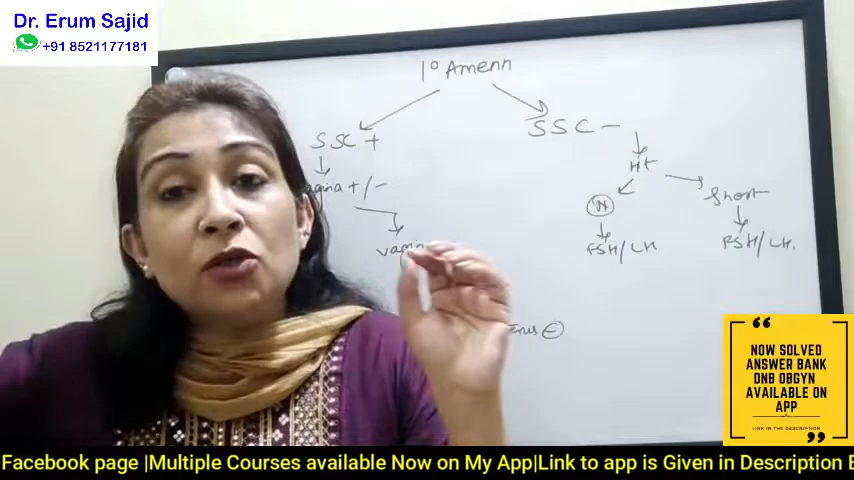 Dr. Erum Sajid
+91 8521177181
1° Amenn
SSC +
SSC -
agina + / -
Ht
N
Short
vagin
FSH/LH
FSH/LH.
erus -
NOW SOLVED
ANSWER BANK
DNB OBGYN
AVAILABLE ON
APP
LINK IN THE DESCRIPTION
Facebook page |Multiple Courses available Now on My App|Link to app is Given in Description B